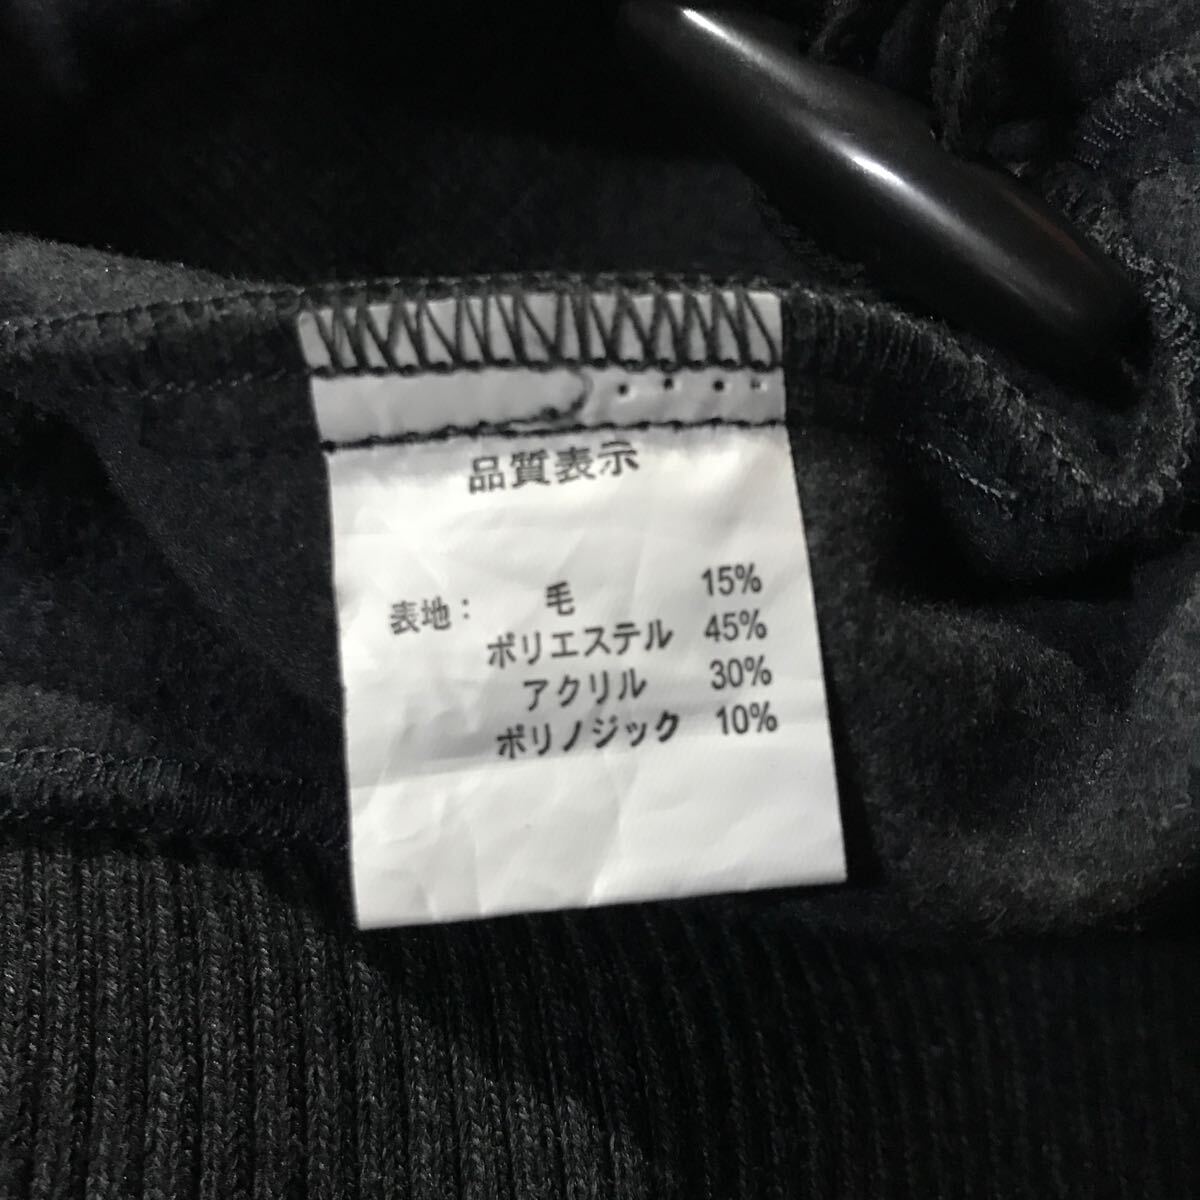 品質表示
表地： 毛 15%
ポリエステル 45%
アクリル 30%
ポリノジック 10%